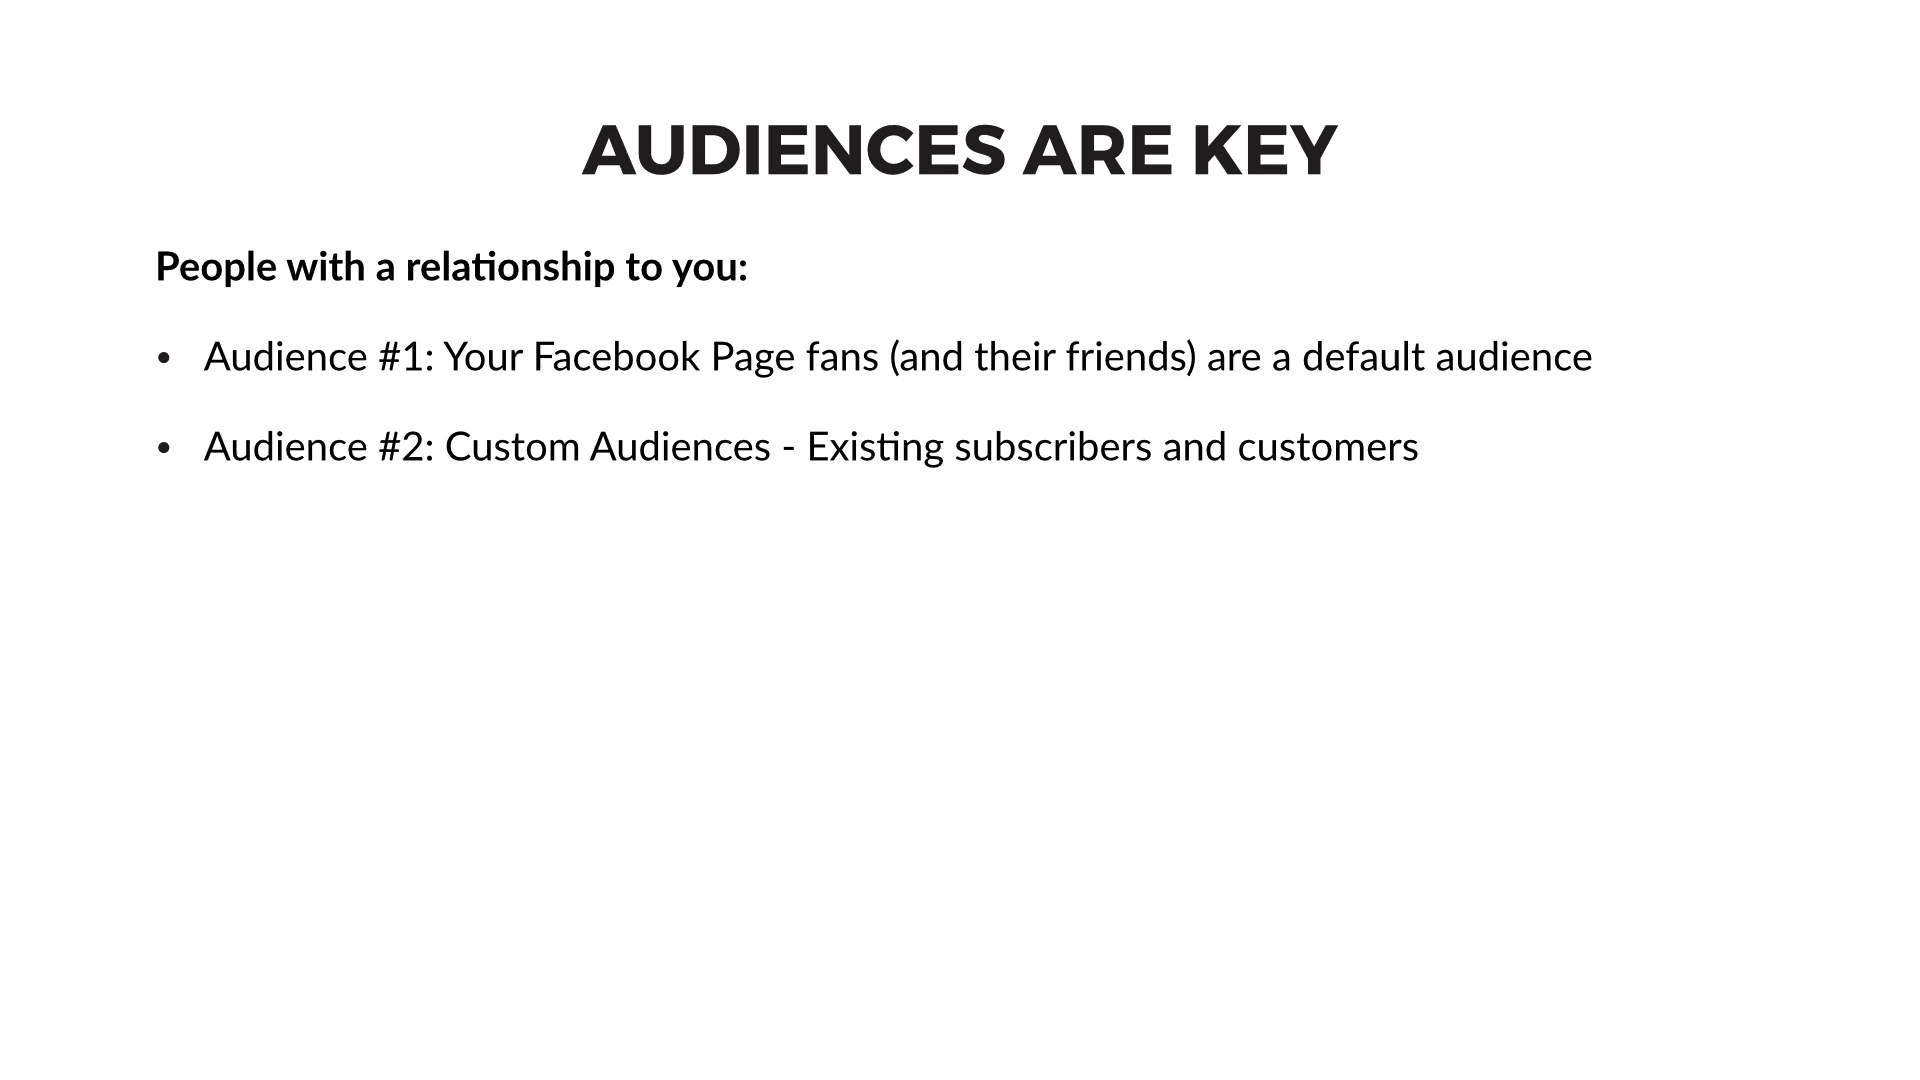 AUDIENCES ARE KEY
People with a relationship to you:
• Audience #1: Your Facebook Page fans (and their friends) are a default audience
• Audience #2: Custom Audiences - Existing subscribers and customers